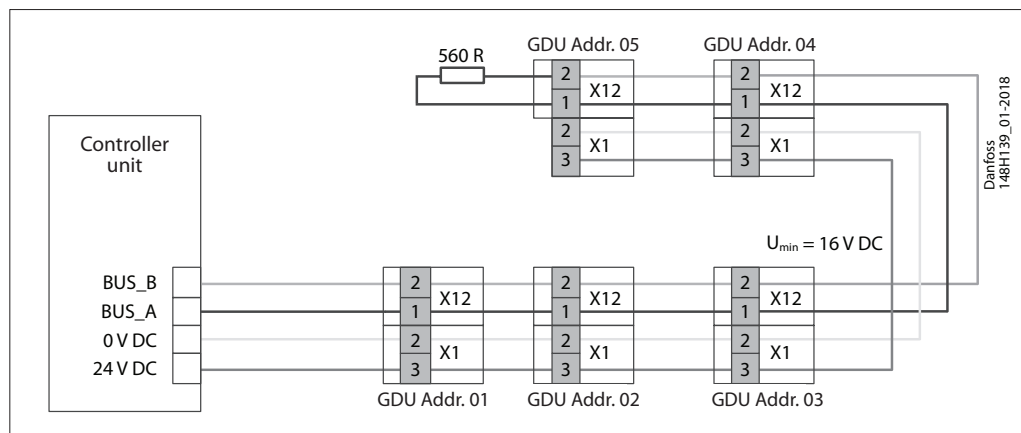 GDU Addr. 05
GDU Addr. 04
560 R
2
1
X12
2
3
X1
2
1
X12
2
3
X1
Danfoss
148H139_01-2018
Controller
unit
Umin = 16 V DC
BUS_B
BUS_A
0 V DC
24 V DC
2
1
X12
2
3
X1
2
1
X12
2
3
X1
2
1
X12
2
3
X1
GDU Addr. 01
GDU Addr. 02
GDU Addr. 03